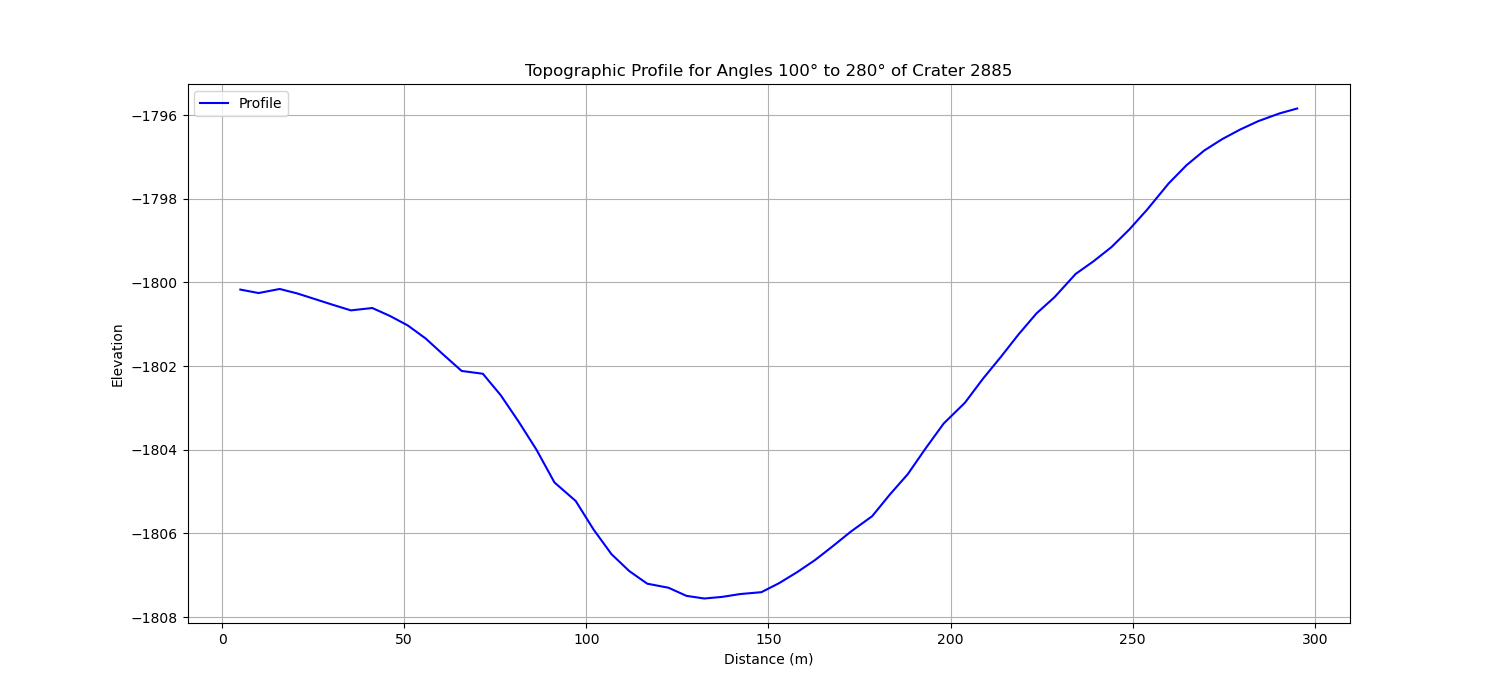 Topographic Profile for Angles 100° to 280° of Crater 2885
Profile
−1796
−1798
−1800
−1802
−1804
−1806
−1808
Elevation
0 50 100 150 200 250 300
Distance (m)